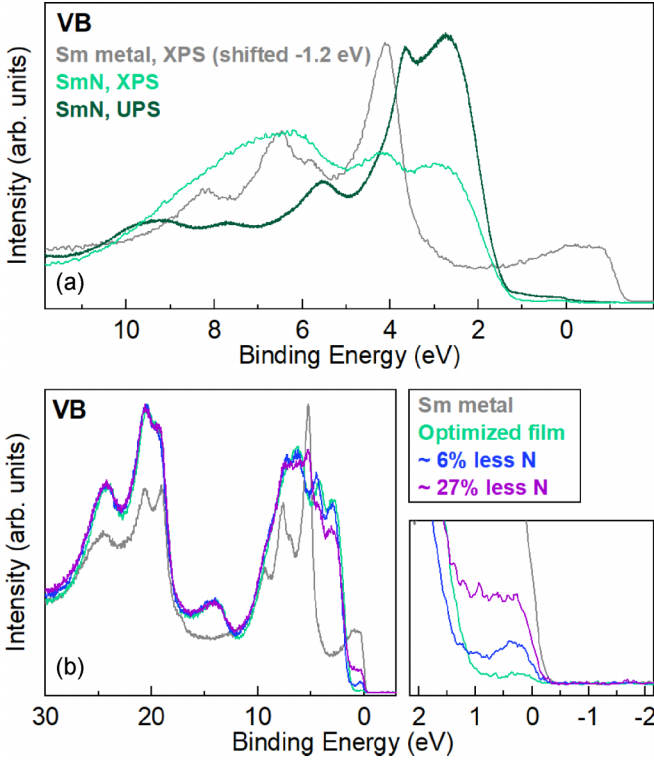 VB
Sm metal, XPS (shifted -1.2 eV)
SmN, XPS
SmN, UPS
Intensity (arb. units)
(a)
10 8 6 4 2 0
Binding Energy (eV)
VB
Sm metal
Optimized film
~ 6% less N
~ 27% less N
Intensity (arb. units)
(b)
30 20 10 0
Binding Energy (eV)
2 1 0 -1 -2
Binding Energy (eV)